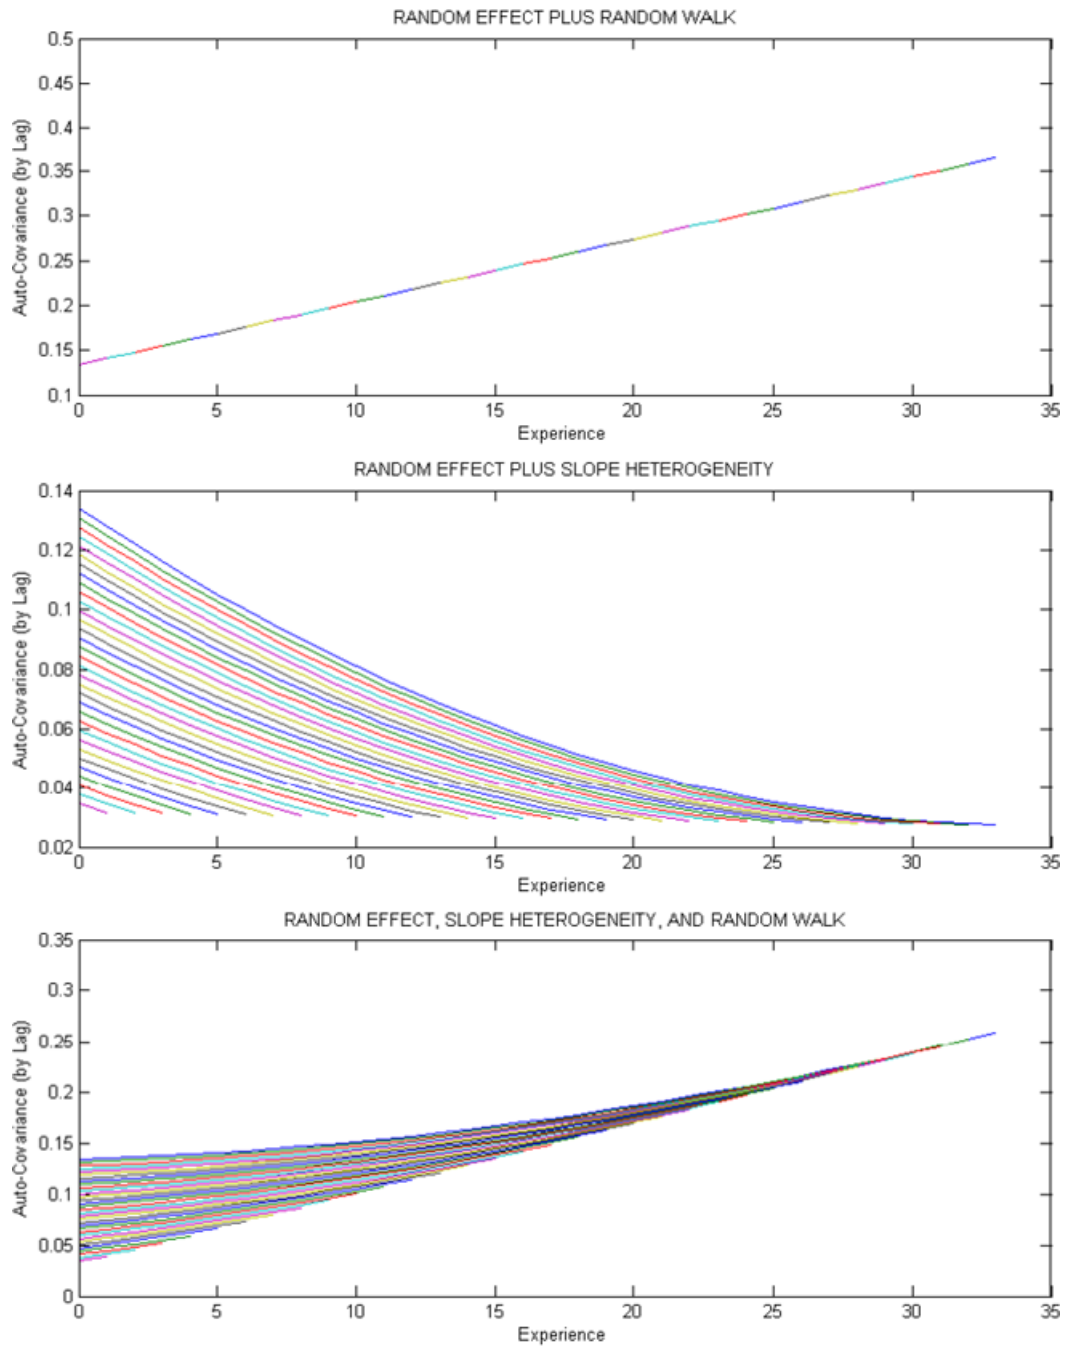 RANDOM EFFECT PLUS RANDOM WALK
0.5
0.45
0.4
0.35
0.3
0.25
0.2
0.15
0.1
Auto-Covariance (by Lag)
0 5 10 15 20 25 30 35
Experience
RANDOM EFFECT PLUS SLOPE HETEROGENEITY
0.14
0.12
0.1
0.08
0.06
0.04
0.02
Auto-Covariance (by Lag)
0 5 10 15 20 25 30 35
Experience
RANDOM EFFECT, SLOPE HETEROGENEITY, AND RANDOM WALK
0.35
0.3
0.25
0.2
0.15
0.1
0.05
0
Auto-Covariance (by Lag)
0 5 10 15 20 25 30 35
Experience